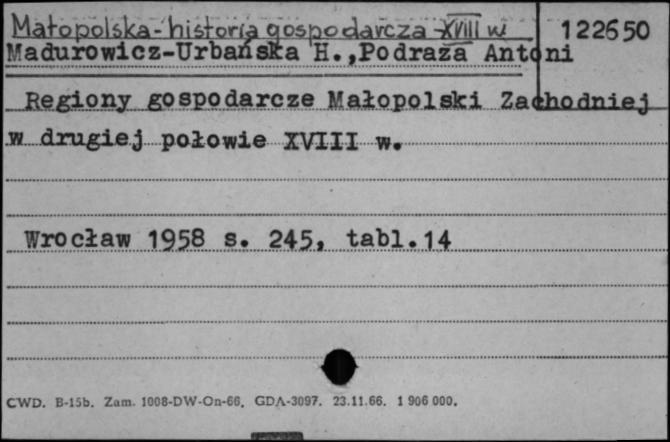 Małopolska-historia gospodarcza-XVIII w 122650
Madurowicz-Urbańska H.,Podraza Antoni
Regiony gospodarcze Małopolski Zachodniej
w drugiej połowie XVIII w.
Wrocław 1958 s. 245, tabl.14
CWD. B-15b. Zam. 1008-DW-On-66. GDA-3097. 23.11.66. 1 906 000.